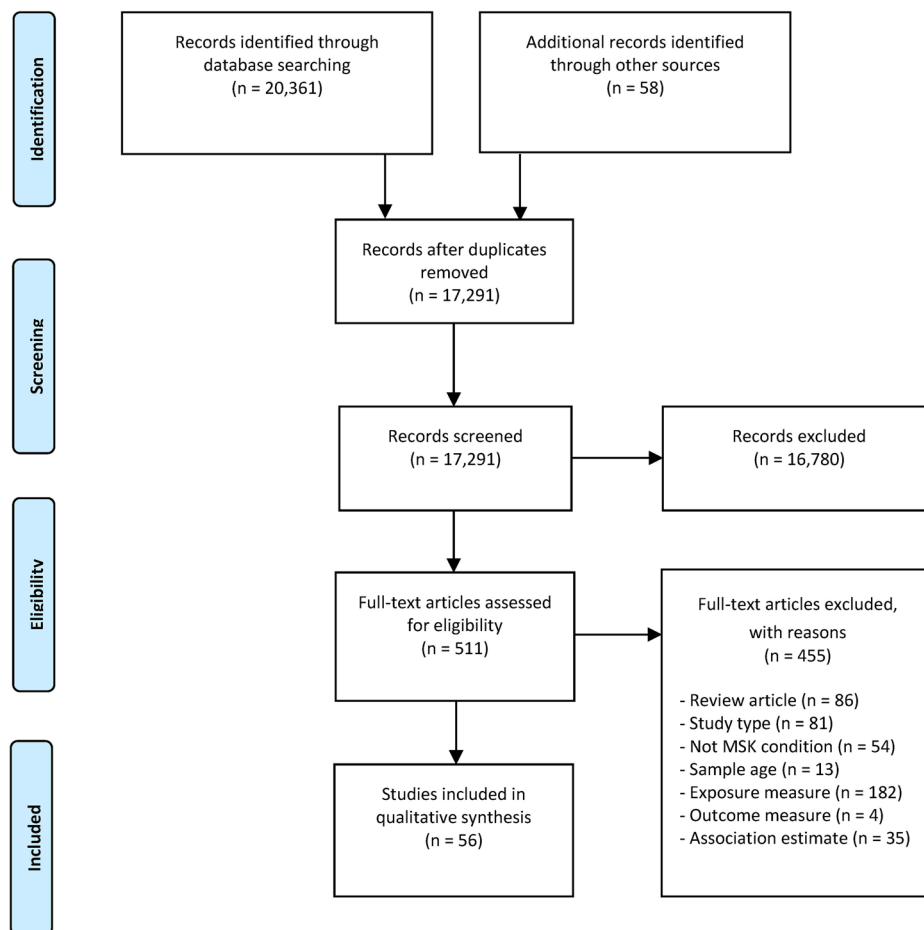 Identification
Records identified through
database searching
(n = 20,361)
Additional records identified
through other sources
(n = 58)
Records after duplicates
removed
(n = 17,291)
Screening
Records screened
(n = 17,291)
Records excluded
(n = 16,780)
Eligibility
Full-text articles assessed
for eligibility
(n = 511)
Full-text articles excluded,
with reasons
(n = 455)
- Review article (n = 86)
- Study type (n = 81)
- Not MSK condition (n = 54)
- Sample age (n = 13)
- Exposure measure (n = 182)
- Outcome measure (n = 4)
- Association estimate (n = 35)
Included
Studies included in
qualitative synthesis
(n = 56)